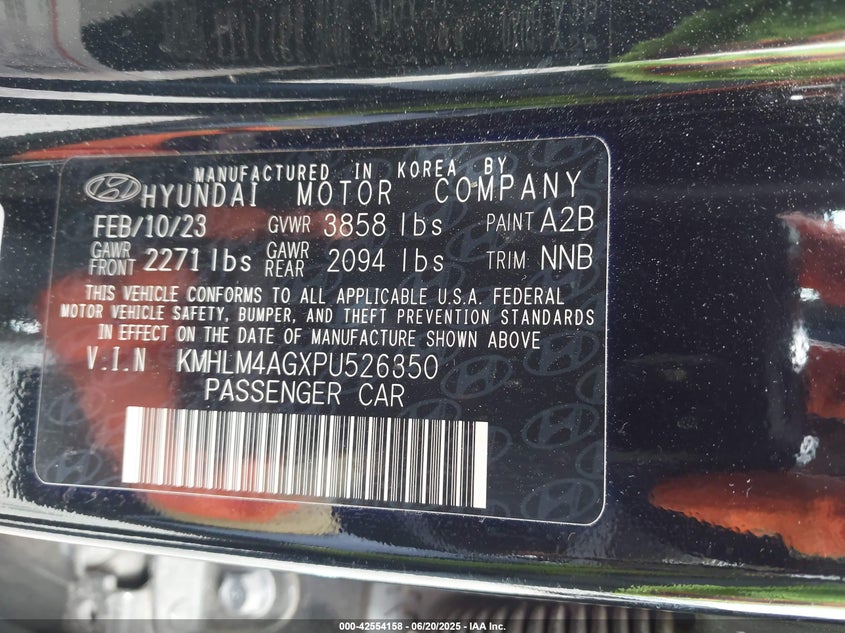 MANUFACTURED IN KOREA BY
HYUNDAI MOTOR COMPANY
FEB/10/23 GVWR 3858 lbs PAINT A2B
GAWR FRONT 2271 lbs GAWR REAR 2094 lbs TRIM NNB
THIS VEHICLE CONFORMS TO ALL APPLICABLE U.S.A. FEDERAL
MOTOR VEHICLE SAFETY, BUMPER, AND THEFT PREVENTION STANDARDS
IN EFFECT ON THE DATE OF MANUFACTURE SHOWN ABOVE
V.I.N KMHLM4AGXPU526350
PASSENGER CAR
000-42554158 - 06/20/2025 - IAA Inc.